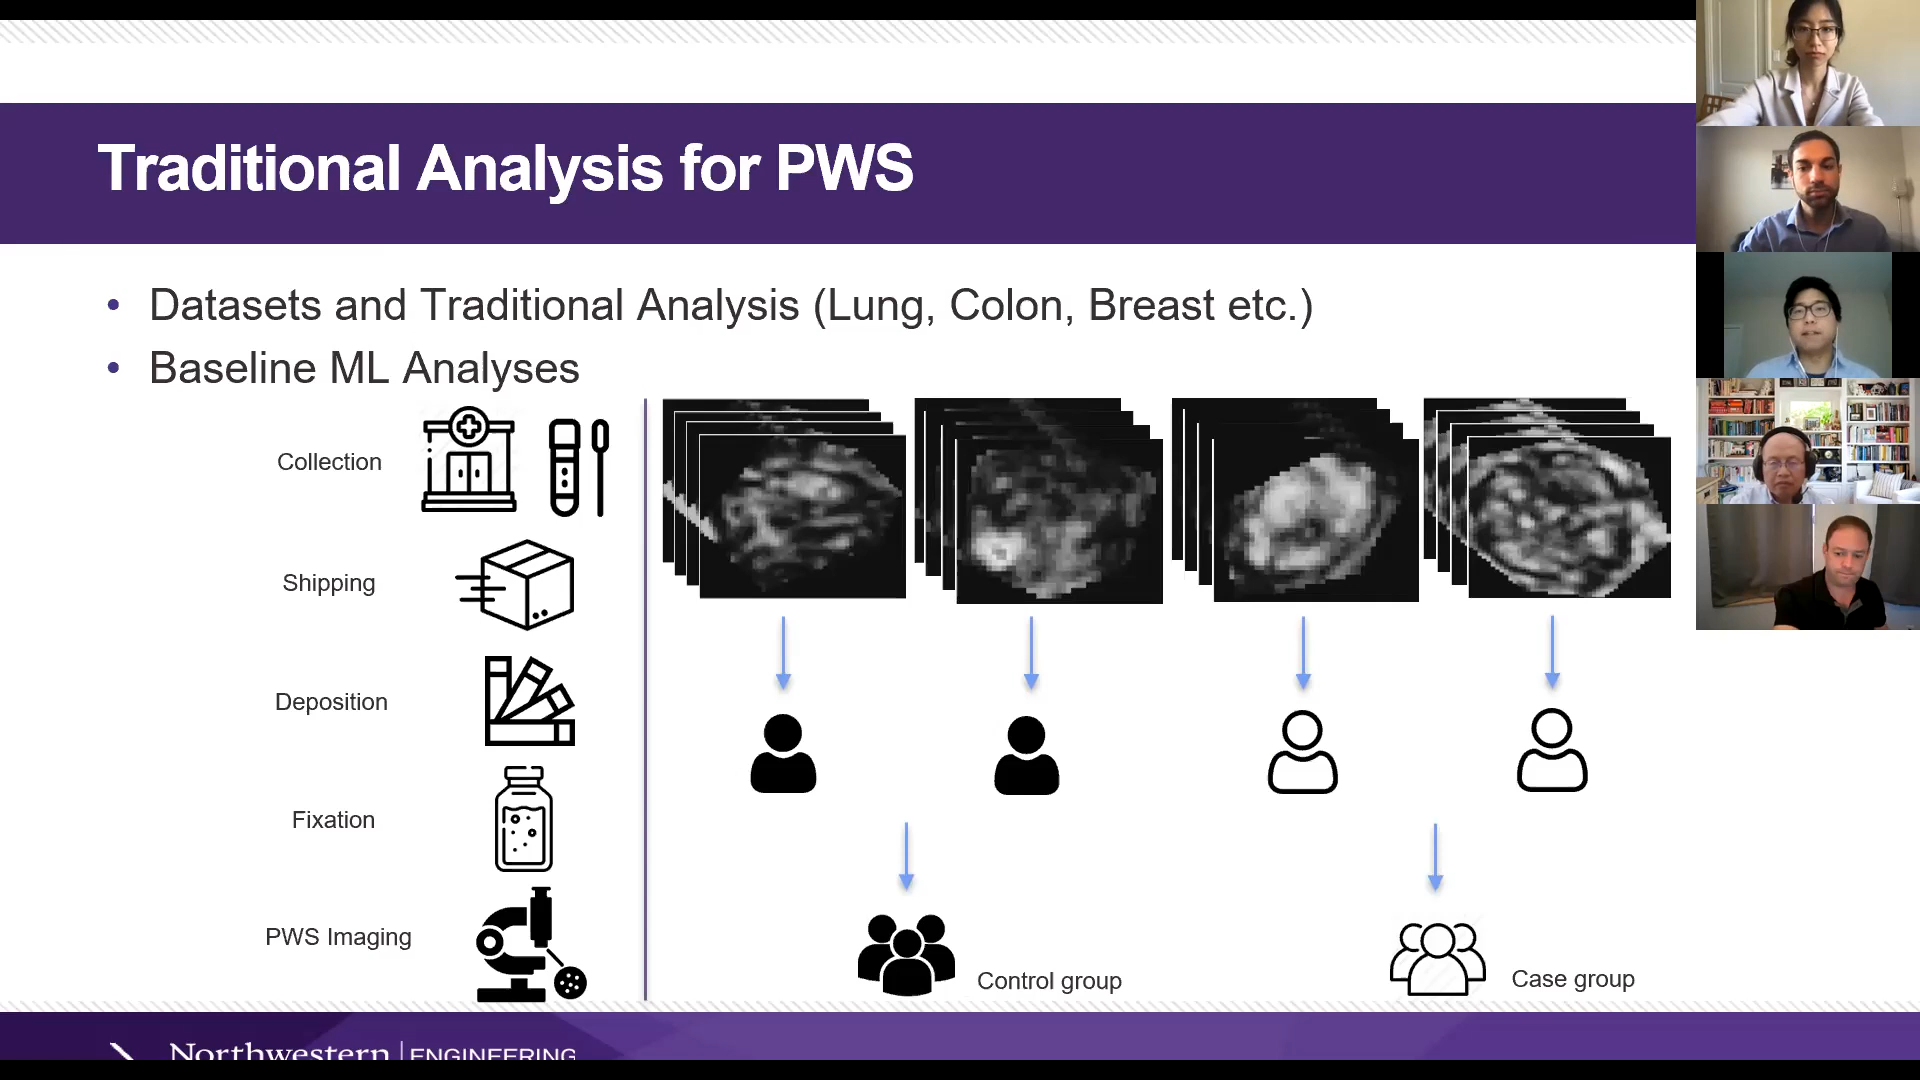 Traditional Analysis for PWS
• Datasets and Traditional Analysis (Lung, Colon, Breast etc.)
• Baseline ML Analyses
Collection
Shipping
Deposition
Fixation
PWS Imaging
Control group
Case group
Northwestern | ENGINEERING